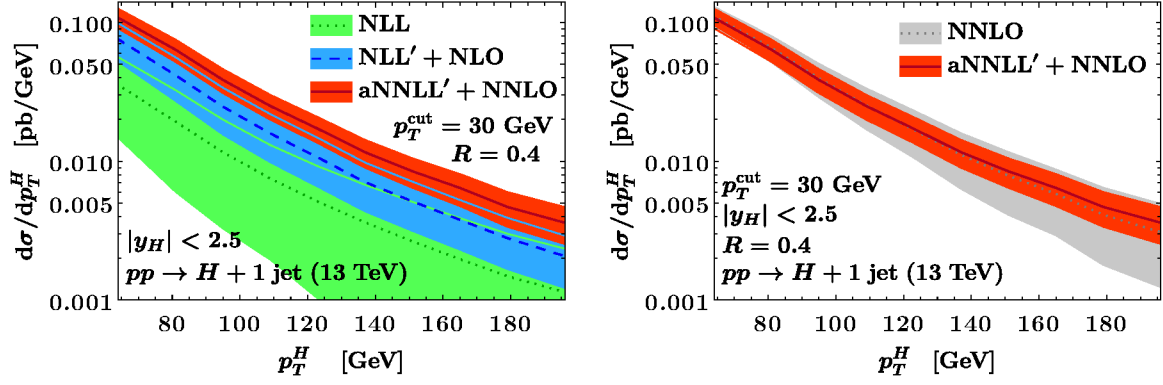 NLL
NLL′ + NLO
aNNLL′ + NNLO
p_T^cut = 30 GeV
R = 0.4
|y_H| < 2.5
pp → H + 1 jet (13 TeV)
dσ/dp_T^H [pb/GeV]
0.100
0.050
0.010
0.005
0.001
80 100 120 140 160 180
p_T^H [GeV]
NNLO
aNNLL′ + NNLO
p_T^cut = 30 GeV
|y_H| < 2.5
R = 0.4
pp → H + 1 jet (13 TeV)
dσ/dp_T^H [pb/GeV]
0.100
0.050
0.010
0.005
0.001
80 100 120 140 160 180
p_T^H [GeV]